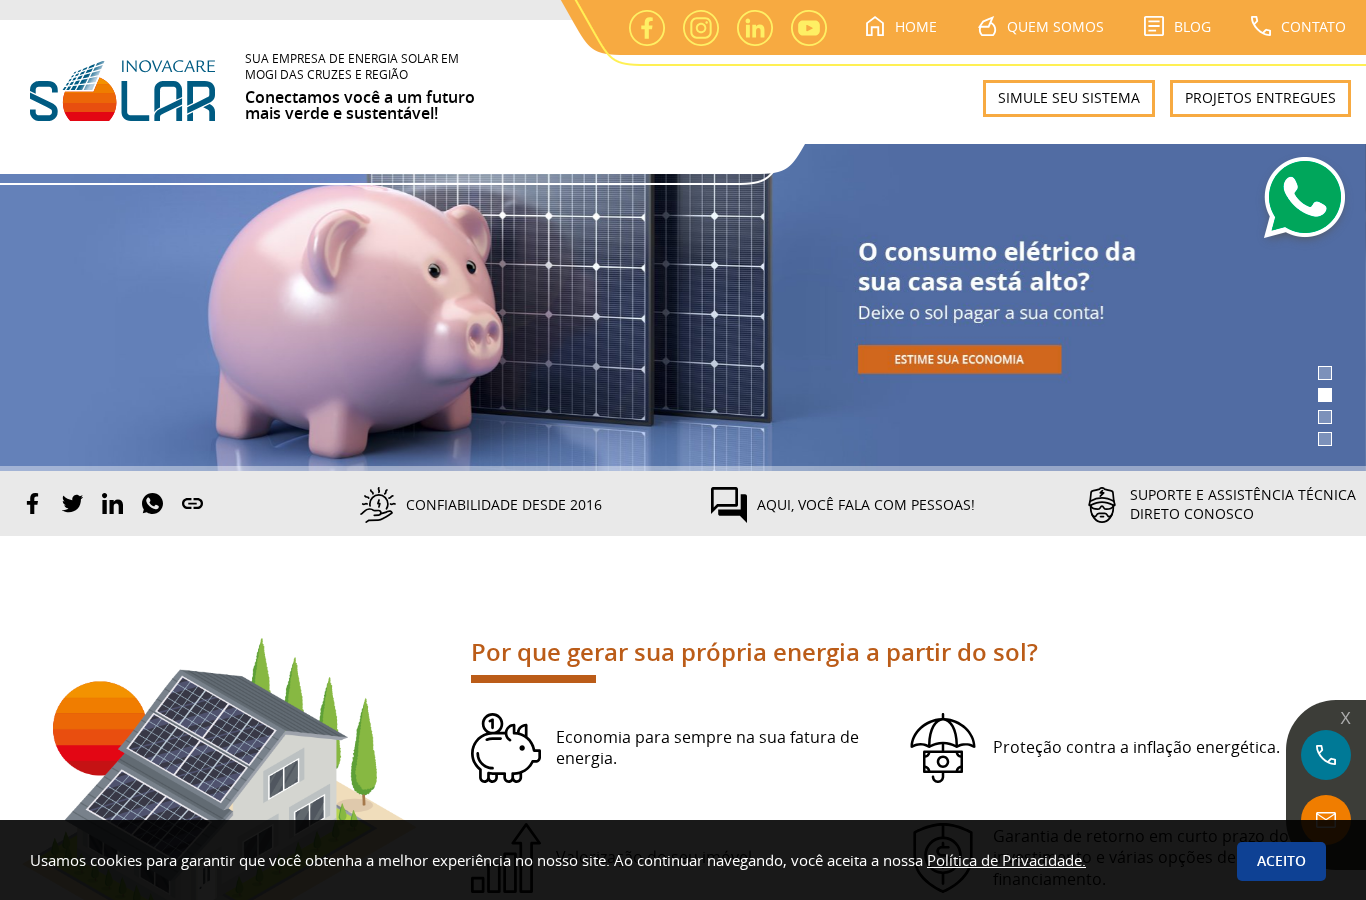 HOME
QUEM SOMOS
BLOG
CONTATO
INOVACARE
SOLAR
SUA EMPRESA DE ENERGIA SOLAR EM
MOGI DAS CRUZES E REGIÃO
Conectamos você a um futuro
mais verde e sustentável!
SIMULE SEU SISTEMA
PROJETOS ENTREGUES
O consumo elétrico da
sua casa está alto?
Deixe o sol pagar a sua conta!
ESTIME SUA ECONOMIA
CONFIABILIDADE DESDE 2016
AQUI, VOCÊ FALA COM PESSOAS!
SUPORTE E ASSISTÊNCIA TÉCNICA
DIRETO CONOSCO
Por que gerar sua própria energia a partir do sol?
Economia para sempre na sua fatura de
energia.
Proteção contra a inflação energética.
X
Garantia de retorno em curto prazo do
e várias opções de
financiamento.
Usamos cookies para garantir que você obtenha a melhor experiência no nosso site. Ao continuar navegando, você aceita a nossa Política de Privacidade.
ACEITO